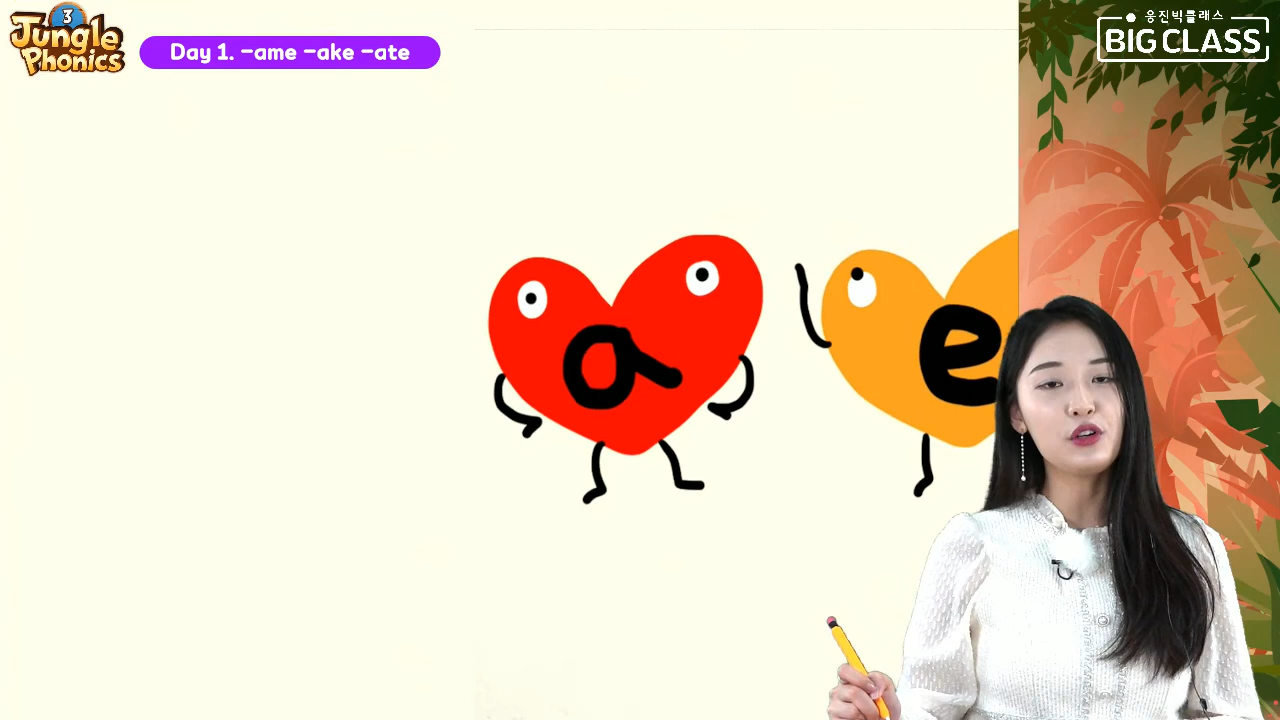 3
Jungle
Phonics
Day 1. -ame -ake -ate
웅진빅클래스
BIG CLASS
a
e